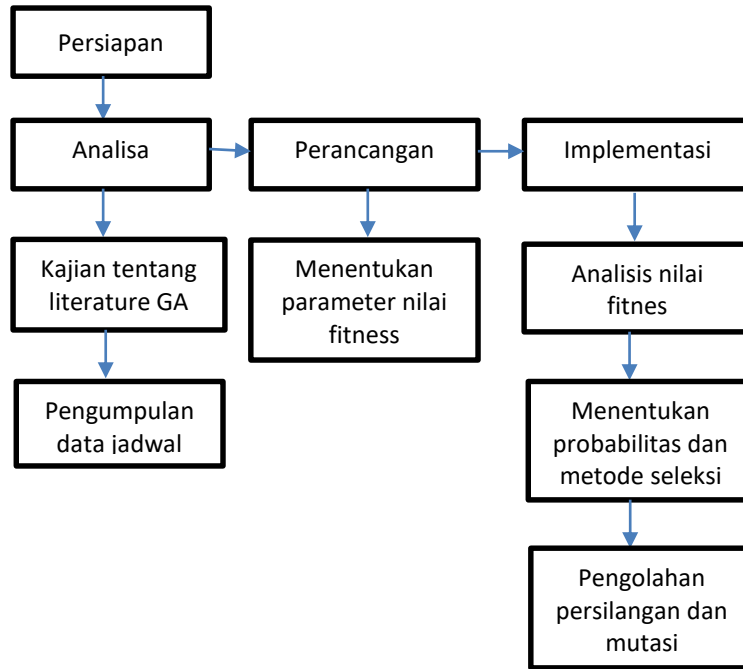 Persiapan
Analisa
Perancangan
Implementasi
Kajian tentang
literature GA
Menentukan
parameter nilai
fitness
Analisis nilai
fitnes
Pengumpulan
data jadwal
Menentukan
probabilitas dan
metode seleksi
Pengolahan
persilangan dan
mutasi